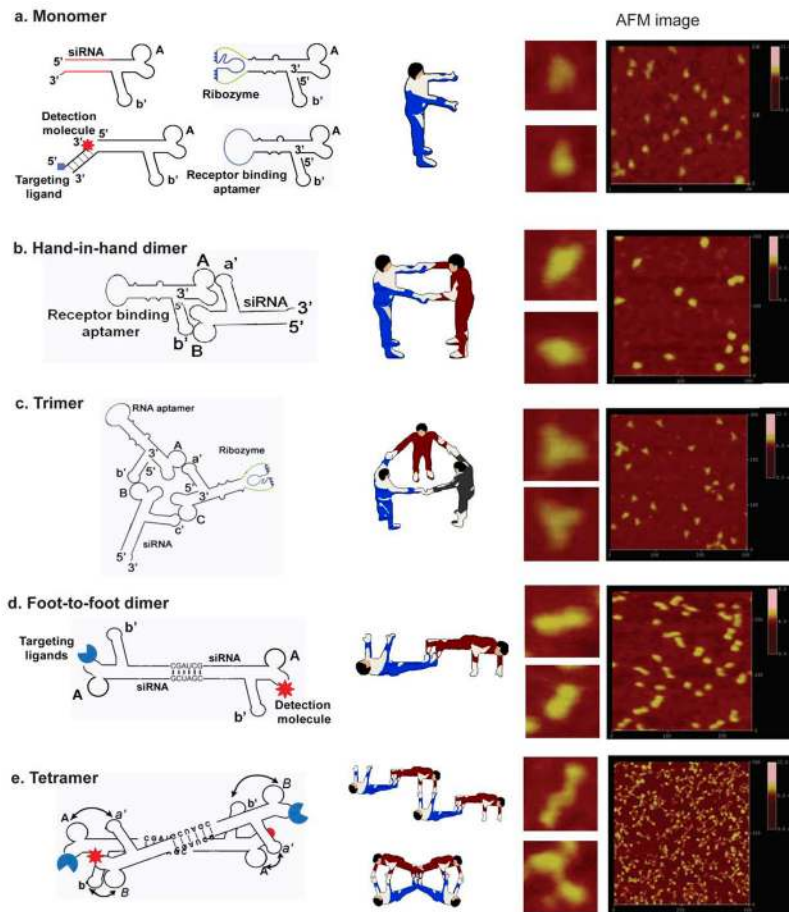 AFM image
a. Monomer
siRNA
5'
3'
A
b'
Ribozyme
3'
5'
A
b'
Detection
molecule
5'
3'
5'
3'
Targeting
ligand
A
b'
Receptor binding
aptamer
3'
5'
A
b'
b. Hand-in-hand dimer
A
a'
3'
siRNA
3'
5'
Receptor binding
aptamer
5'
b'
B
c. Trimer
RNA aptamer
3'
A
a'
Ribozyme
b'
5'
B
5'
3'
C
c'
siRNA
5'
3'
d. Foot-to-foot dimer
Targeting
ligands
b'
siRNA
CGAUCG
siRNA
GCUAGC
A
A
b'
Detection
molecule
e. Tetramer
A
a'
B
b'
a'
A
b'
B